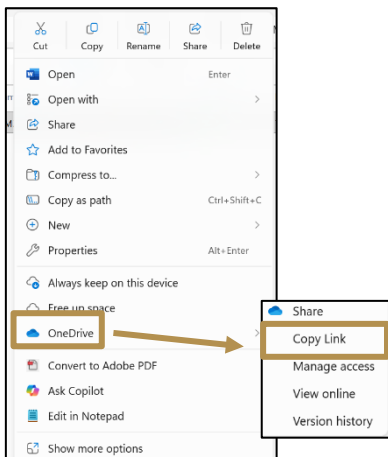 Cut Copy Rename Share Delete
Open Enter
Open with
Share
Add to Favorites
Compress to...
Copy as path Ctrl+Shift+C
New
Properties Alt+Enter
Always keep on this device
Free up space
OneDrive
Convert to Adobe PDF
Ask Copilot
Edit in Notepad
Show more options
Share
Copy Link
Manage access
View online
Version history